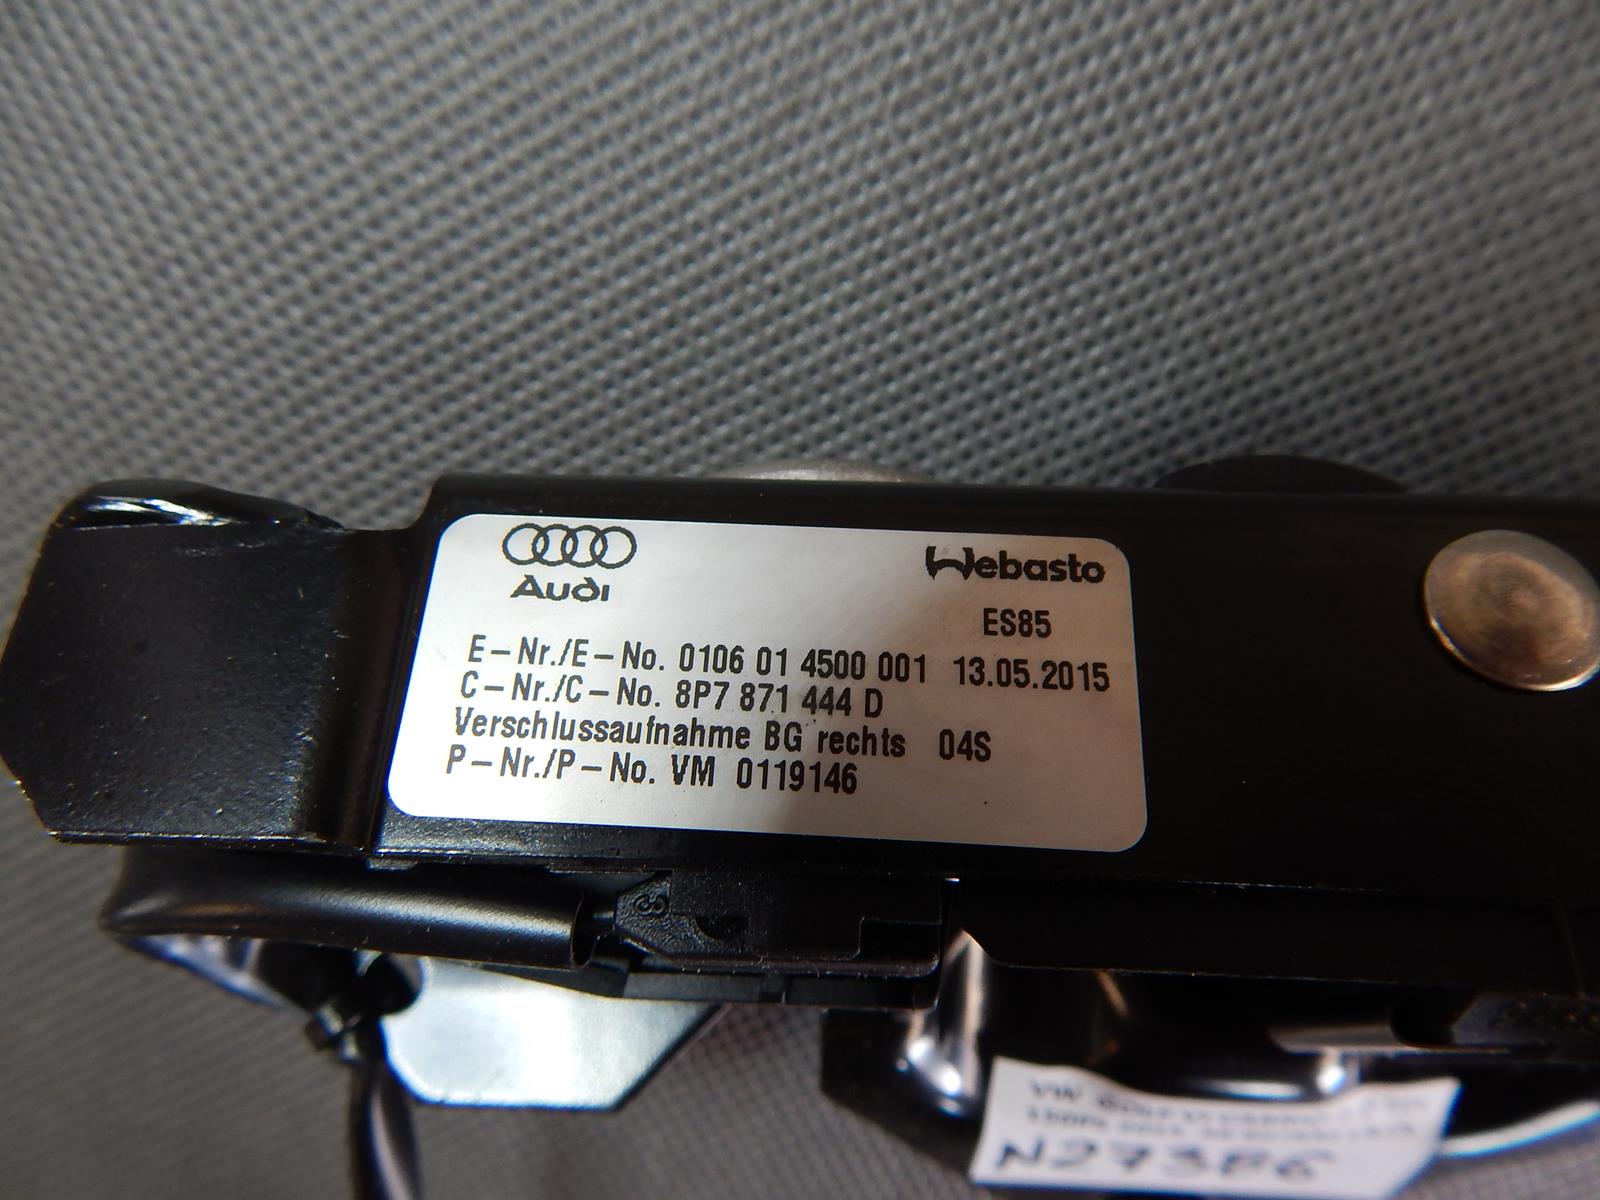 Audi
Webasto
ES85
E-Nr./E-No. 0106 01 4500 001 13.05.2015
C-Nr./C-No. 8P7 871 444 D
Verschlussaufnahme BG rechts 04S
P-Nr./P-No. VM 0119146
VW